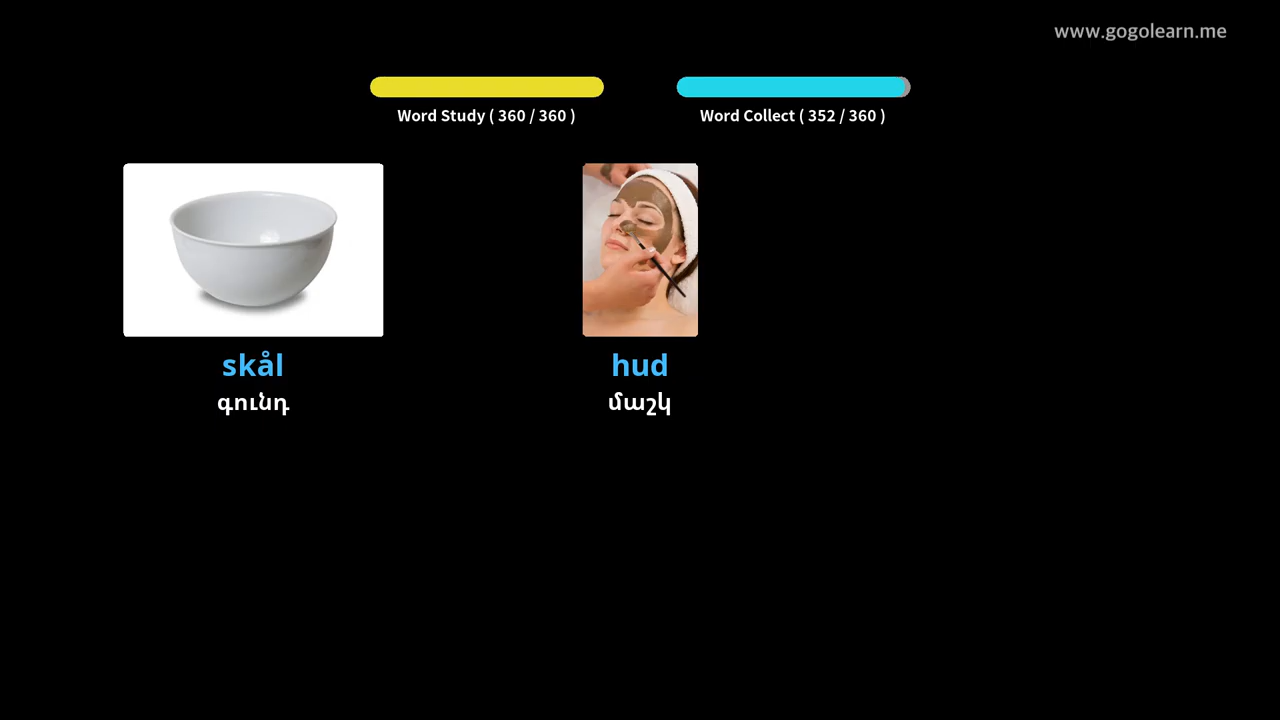 www.gogolearn.me
Word Study ( 360 / 360 )
Word Collect ( 352 / 360 )
skål
գունդ
hud
մաշկ